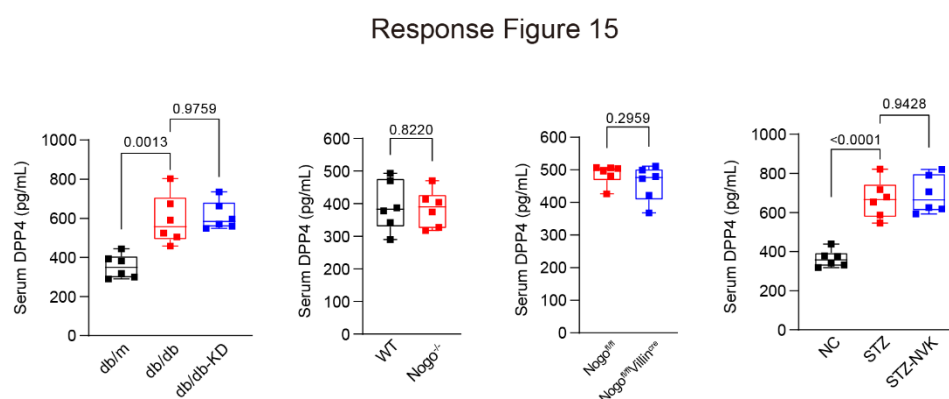 Response Figure 15
Serum DPP4 (pg/mL)
1000
800
600
400
200
0
0.0013
0.9759
db/m
db/db
db/db-KD
Serum DPP4 (pg/mL)
600
500
400
300
200
100
0
0.8220
WT
Nogo⁻/⁻
Serum DPP4 (pg/mL)
600
500
400
300
200
100
0
0.2959
Nogoᶠˡ/ᶠˡ
Nogoᶠˡ/ᶠˡVillinᶜʳᵉ
Serum DPP4 (pg/mL)
1000
800
600
400
200
0
<0.0001
0.9428
NC
STZ
STZ-NVK